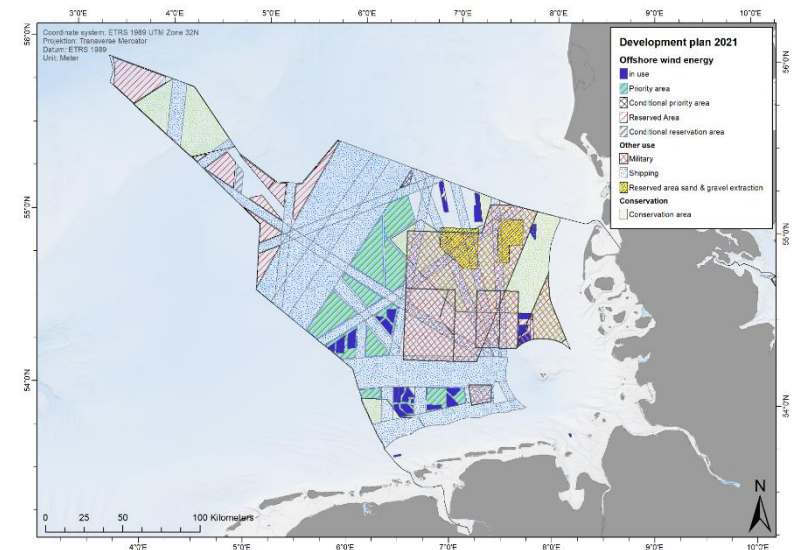 3°0'E 4°0'E 5°0'E 6°0'E 7°0'E 8°0'E 9°0'E 10°0'E
Coordinate system: ETRS 1989 UTM Zone 32N
Projektion: Transverse Mercator
Datum: ETRS 1989
Unit: Meter
Development plan 2021
Offshore wind energy
in use
Priority area
Conditional priority area
Reserved Area
Conditional reservation area
Other use
Military
Shipping
Reserved area sand & gravel extraction
Conservation
Conservation area
56°0'N
56°0'N
55°0'N
55°0'N
54°0'N
54°0'N
N
0 25 50 100 Kilometers
4°0'E 5°0'E 6°0'E 7°0'E 8°0'E 9°0'E 10°0'E